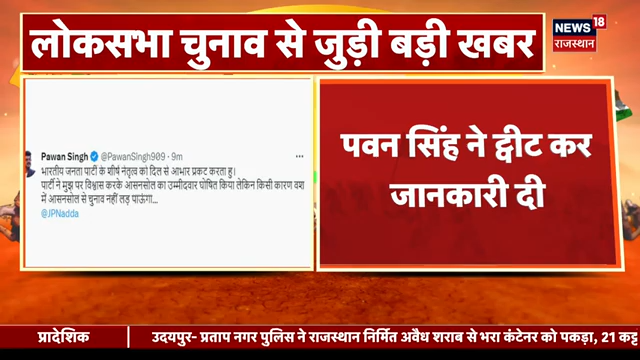 लोकसभा चुनाव से जुड़ी बड़ी खबर
NEWS 18
राजस्थान
Pawan Singh @PawanSingh909 · 9m
भारतीय जनता पार्टी के शीर्ष नेतृत्व को दिल से आभार प्रकट करता हु।
पार्टी ने मुझ पर विश्वास करके आसनसोल का उम्मीदवार घोषित किया लेकिन किसी कारण वश
में आसनसोल से चुनाव नहीं लड़ पाऊंगा...
@JPNadda
पवन सिंह ने ट्वीट कर
जानकारी दी
प्रादेशिक
उदयपुर- प्रताप नगर पुलिस ने राजस्थान निर्मित अवैध शराब से भरा कंटेनर को पकड़ा, 21 कट्ट